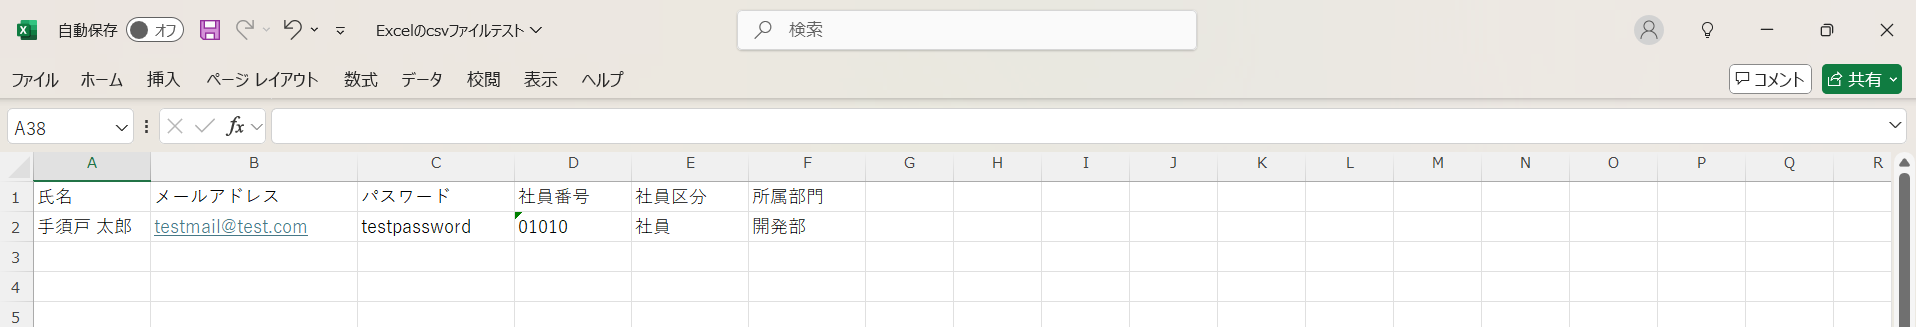 自動保存 オフ Excelのcsvファイルテスト 検索
ファイル ホーム 挿入 ページ レイアウト 数式 データ 校閲 表示 ヘルプ コメント 共有
A38 fx
A B C D E F G H I J K L M N O P Q R
1 氏名 メールアドレス パスワード 社員番号 社員区分 所属部門
2 手須戸 太郎 testmail@test.com testpassword 01010 社員 開発部
3
4
5